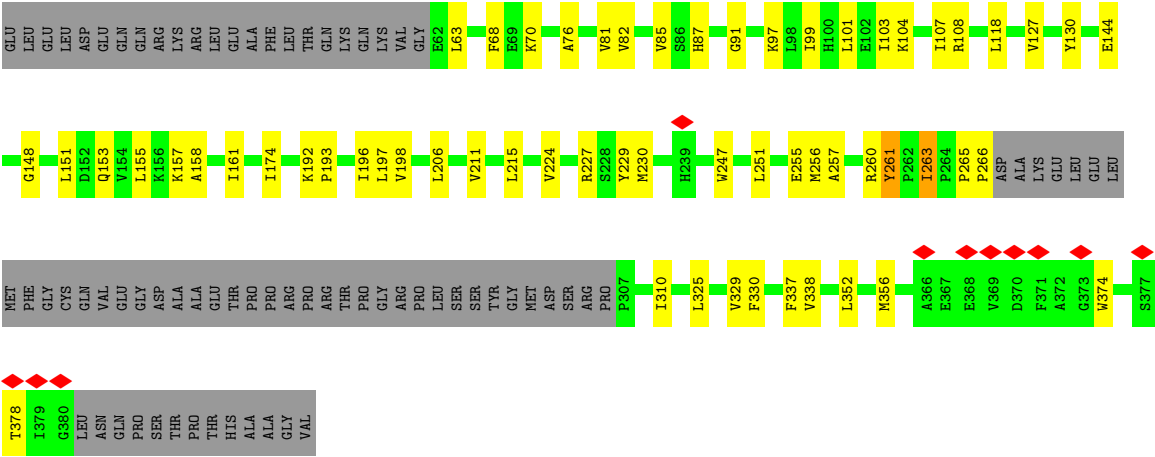 GLU LEU GLU GLU LEU ASP GLU GLN GLN ARG LYS ARG LEU GLU ALA PHE LEU THR GLN LYS GLN LYS VAL GLY E62 L63 F68 E69 K70 A76 V81 V82 V85 S86 H87 G91 K97 L98 I99 H100 L101 E102 I103 K104 I107 R108 L118 V127 Y130 E144
G148 L151 D152 Q153 V154 L155 K156 K157 A158 I161 I174 K192 P193 I196 L197 V198 L206 V211 L215 V224 R227 S228 Y229 M230 H239 W247 L251 E255 M256 A257 R260 Y261 P262 I263 P264 P265 P266 ASP ALA LYS GLU LEU GLU LEU
MET PHE GLY CYS GLN VAL GLU GLY ASP ALA ALA GLU THR PRO PRO ARG PRO ARG THR PRO GLY ARG PRO LEU SER SER TYR GLY MET ASP SER ARG PRO P307 I310 L325 V329 F330 F337 V338 L352 M356 A366 E367 E368 V369 D370 F371 A372 G373 W374 S377
T378 I379 G380 LEU ASN GLN PRO SER THR PRO THR HIS ALA ALA GLY VAL